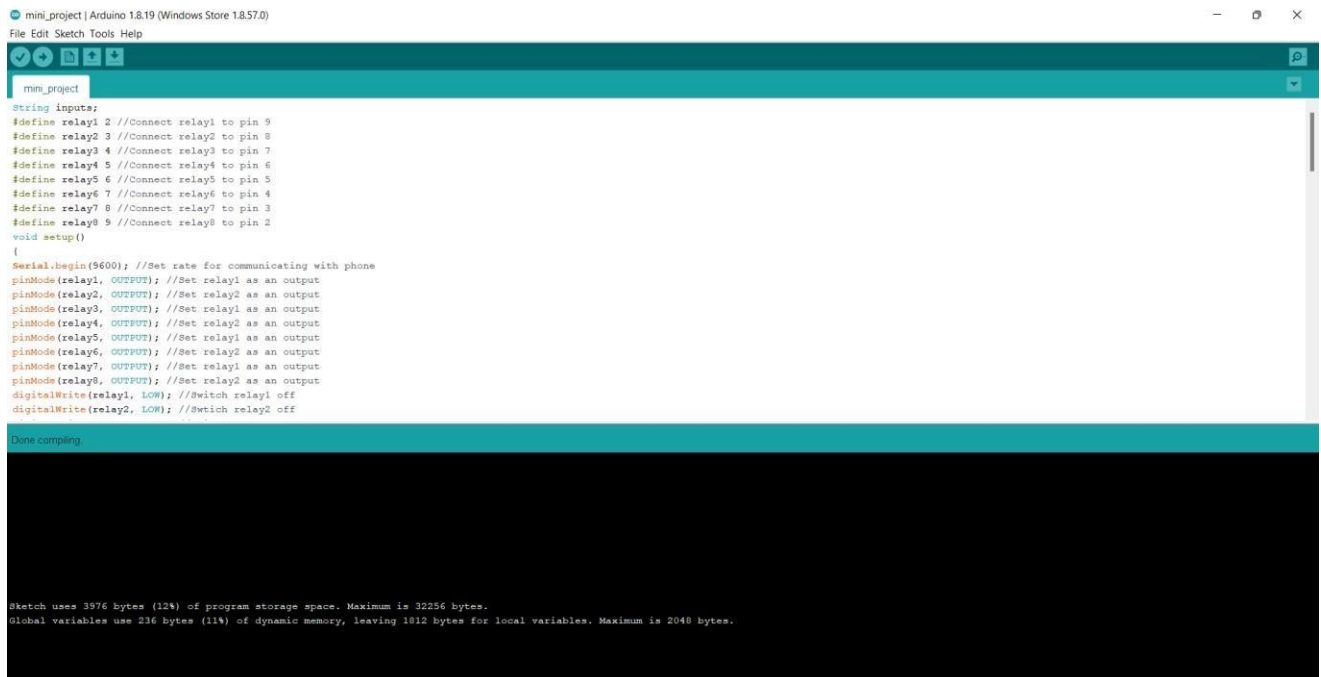 mini_project | Arduino 1.8.19 (Windows Store 1.8.57.0)
File Edit Sketch Tools Help
mini_project
String inputs;
#define relay1 2 //Connect relay1 to pin 9
#define relay2 3 //Connect relay2 to pin 8
#define relay3 4 //Connect relay3 to pin 7
#define relay4 5 //Connect relay4 to pin 6
#define relay5 6 //Connect relay5 to pin 5
#define relay6 7 //Connect relay6 to pin 4
#define relay7 8 //Connect relay7 to pin 3
#define relay8 9 //Connect relay8 to pin 2
void setup()
{
Serial.begin(9600); //Set rate for communicating with phone
pinMode(relay1, OUTPUT); //Set relay1 as an output
pinMode(relay2, OUTPUT); //Set relay2 as an output
pinMode(relay3, OUTPUT); //Set relay1 as an output
pinMode(relay4, OUTPUT); //Set relay2 as an output
pinMode(relay5, OUTPUT); //Set relay1 as an output
pinMode(relay6, OUTPUT); //Set relay2 as an output
pinMode(relay7, OUTPUT); //Set relay1 as an output
pinMode(relay8, OUTPUT); //Set relay2 as an output
digitalWrite(relay1, LOW); //Switch relay1 off
digitalWrite(relay2, LOW); //Swtich relay2 off
Done compiling.
Sketch uses 3976 bytes (12%) of program storage space. Maximum is 32256 bytes.
Global variables use 236 bytes (11%) of dynamic memory, leaving 1812 bytes for local variables. Maximum is 2048 bytes.